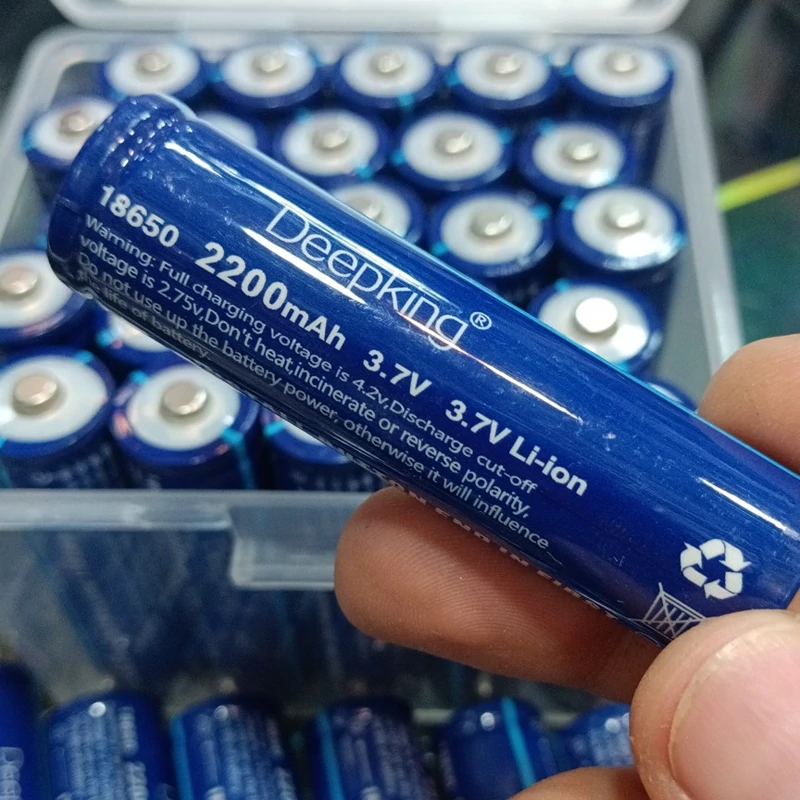 Deepking®
18650 2200mAh 3.7V 3.7V Li-ion
Warning: Full charging voltage is 4.2v,Discharge cut-off
voltage is 2.75v,Don't heat,incinerate or reverse polarity,
Do not use up the battery power, otherwise it will influence
the life of battery.